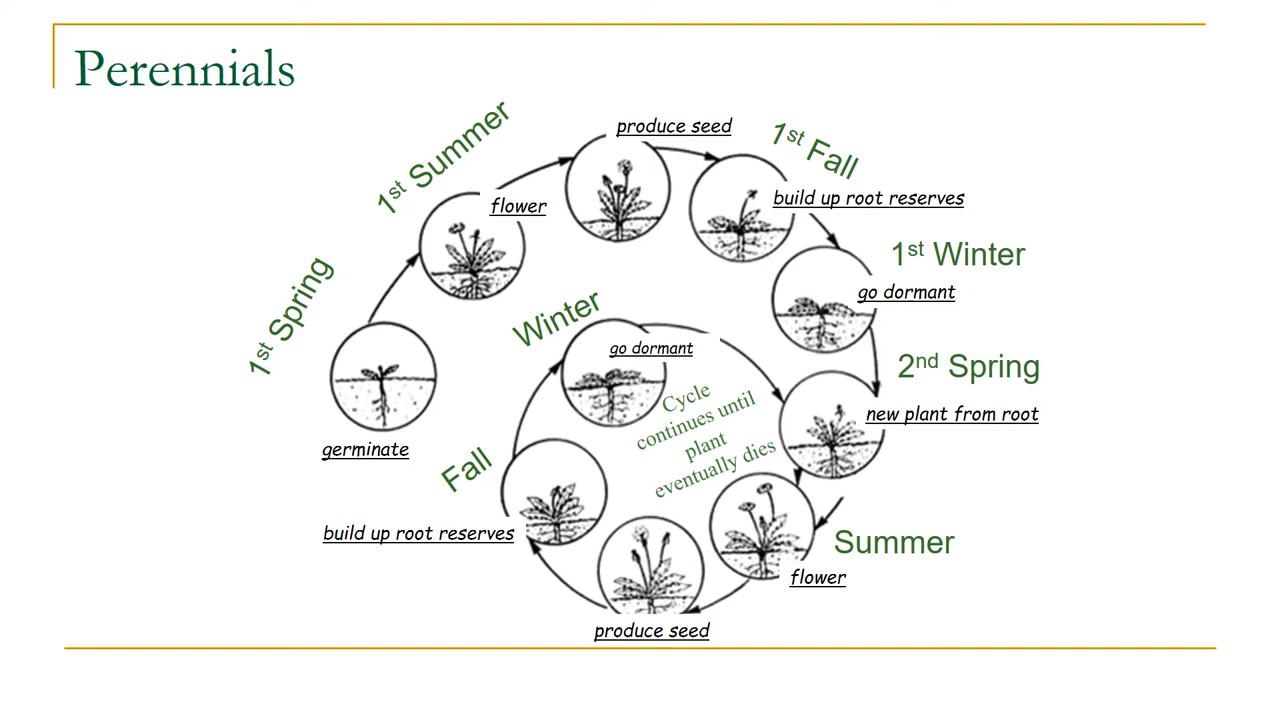 Perennials
1st Spring
germinate
1st Summer
flower
produce seed
1st Fall
build up root reserves
1st Winter
go dormant
2nd Spring
new plant from root
Summer
flower
produce seed
Fall
build up root reserves
Winter
go dormant
Cycle
continues until
plant
eventually dies